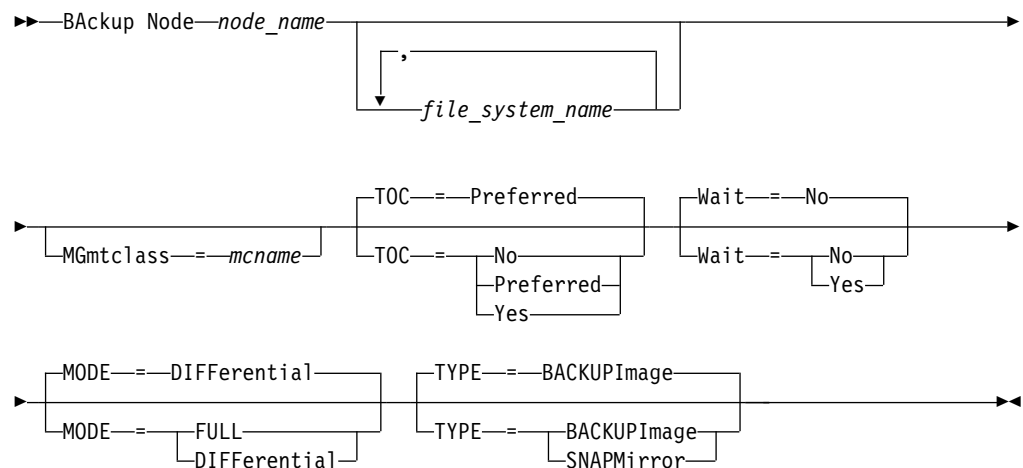 BAckup Node node_name
,
file_system_name
TOC = Preferred Wait = No
MGmtclass = mcname TOC = No Wait = No
Preferred Yes
Yes
MODE = DIFFerential TYPE = BACKUPImage
MODE = FULL TYPE = BACKUPImage
DIFFerential SNAPMirror